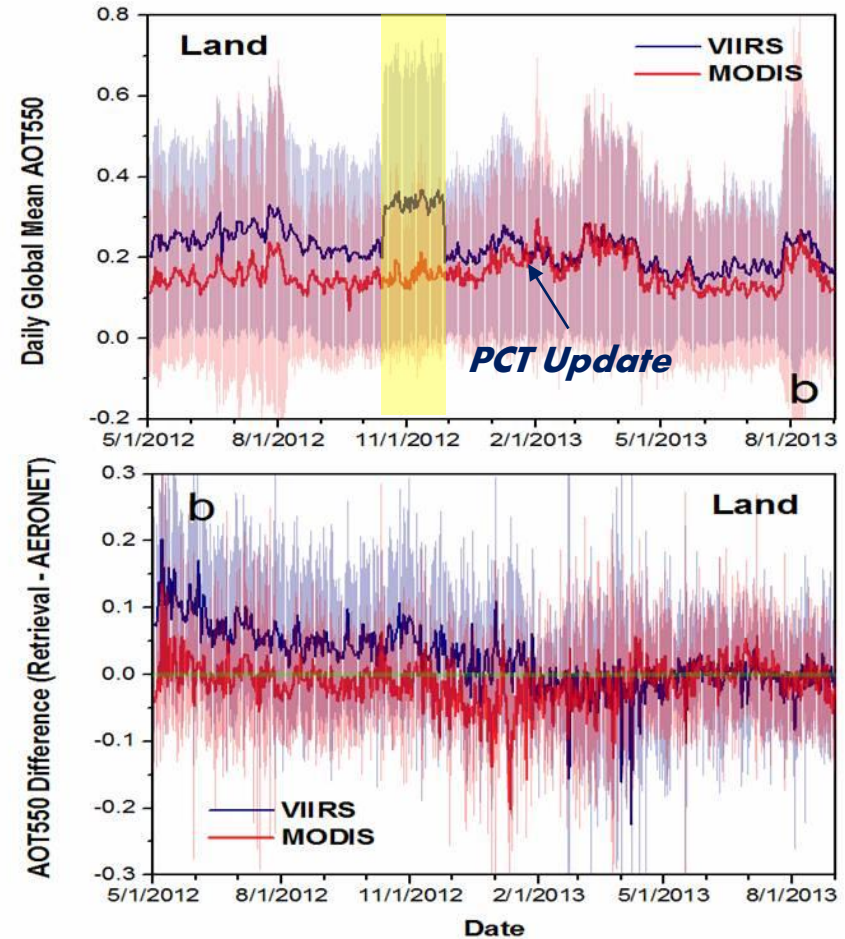 Daily Global Mean AOT550
0.8
0.6
0.4
0.2
0.0
-0.2
Land
VIIRS
MODIS
PCT Update
b
5/1/2012 8/1/2012 11/1/2012 2/1/2013 5/1/2013 8/1/2013
AOT550 Difference (Retrieval - AERONET)
0.3
0.2
0.1
0.0
-0.1
-0.2
-0.3
b
Land
VIIRS
MODIS
5/1/2012 8/1/2012 11/1/2012 2/1/2013 5/1/2013 8/1/2013
Date